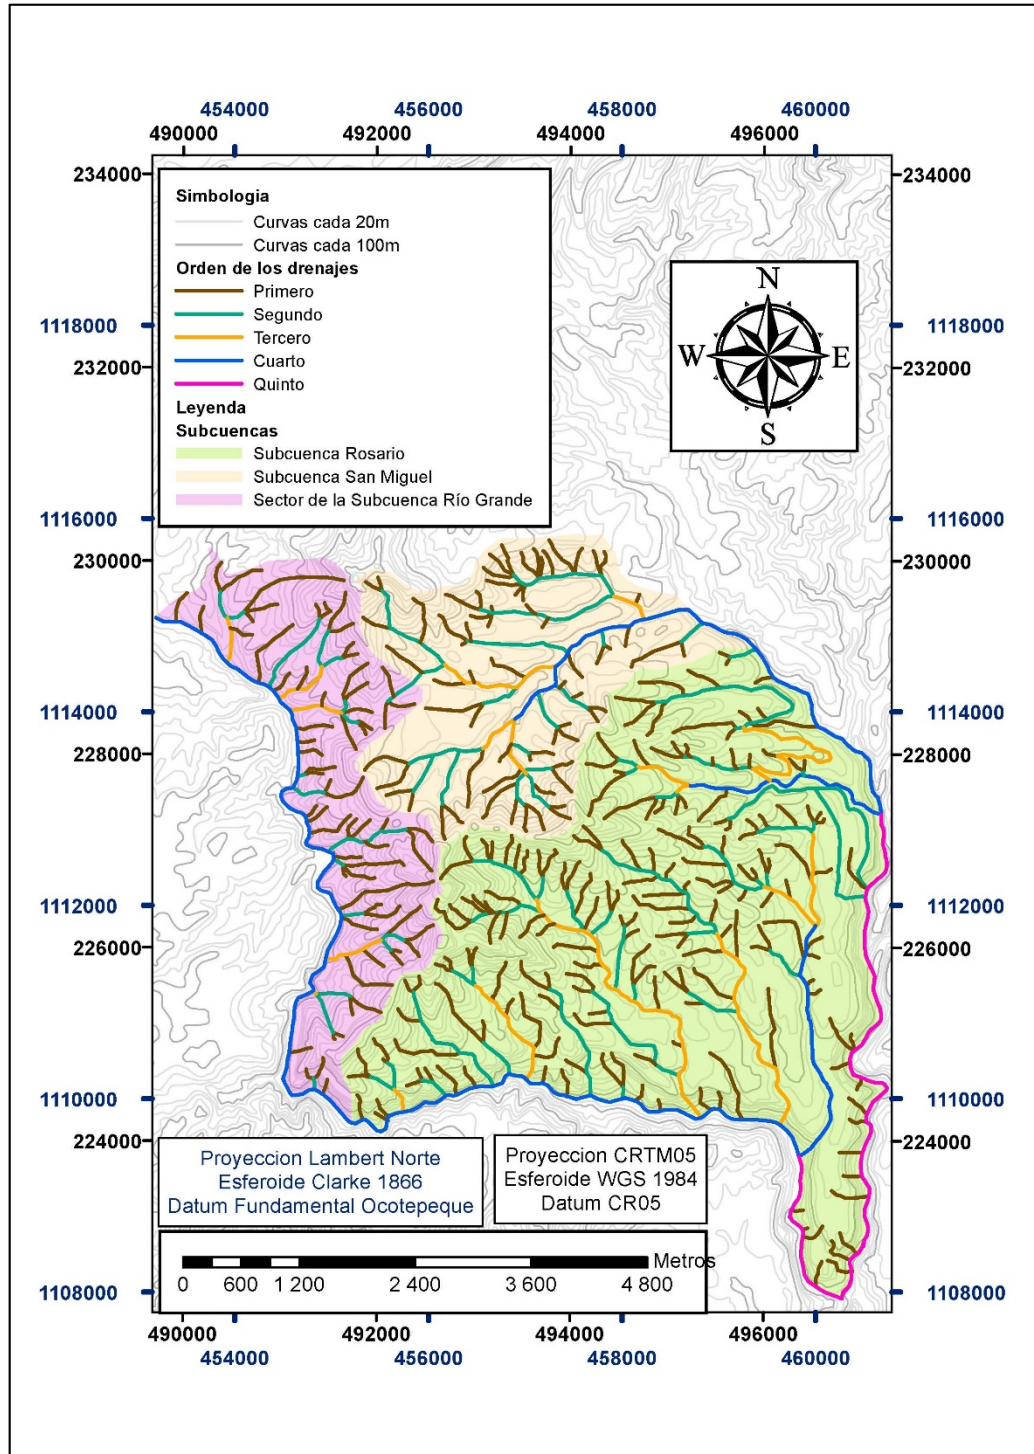 454000 456000 458000 460000
490000 492000 494000 496000
234000 234000
Simbologia
Curvas cada 20m
Curvas cada 100m
Orden de los drenajes
Primero
Segundo
Tercero
Cuarto
Quinto
Leyenda
Subcuencas
Subcuenca Rosario
Subcuenca San Miguel
Sector de la Subcuenca Río Grande
N
W E
S
1118000 1118000
232000 232000
1116000 1116000
230000 230000
1114000 1114000
228000 228000
1112000 1112000
226000 226000
1110000 1110000
224000 224000
Proyeccion Lambert Norte
Esferoide Clarke 1866
Datum Fundamental Ocotepeque
Proyeccion CRTM05
Esferoide WGS 1984
Datum CR05
Metros
0 600 1 200 2 400 3 600 4 800
1108000 1108000
490000 492000 494000 496000
454000 456000 458000 460000